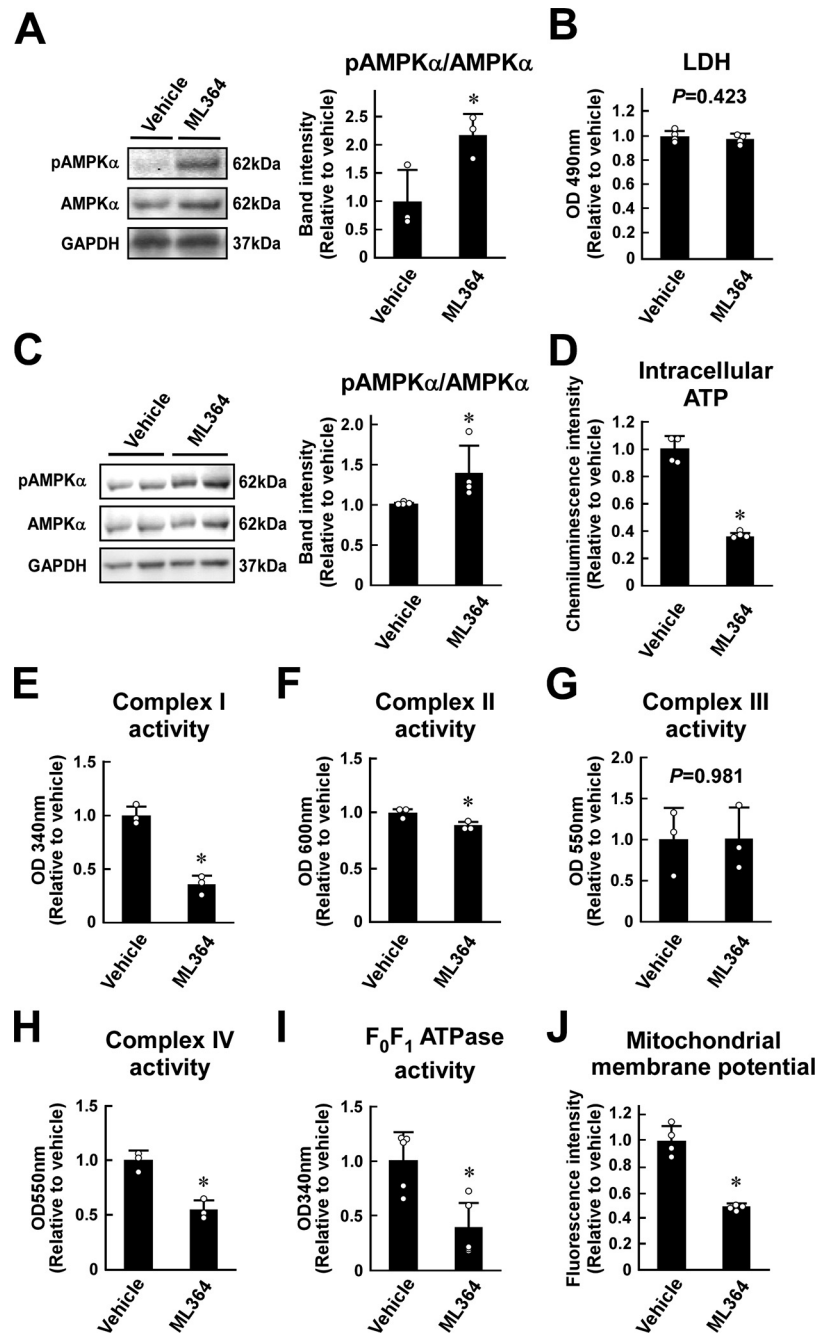 A
Vehicle
ML364
pAMPKα
62kDa
AMPKα
62kDa
GAPDH
37kDa
pAMPKα/AMPKα
Band intensity
(Relative to vehicle)
2.5
2.0
1.5
1.0
0.5
0
*
Vehicle
ML364
B
LDH
P=0.423
OD 490nm
(Relative to vehicle)
1.2
1.0
0.8
0.6
0.4
0.2
0
Vehicle
ML364
C
Vehicle
ML364
pAMPKα
62kDa
AMPKα
62kDa
GAPDH
37kDa
pAMPKα/AMPKα
Band intensity
(Relative to vehicle)
2.0
1.5
1.0
0.5
0
*
Vehicle
ML364
D
Intracellular
ATP
Chemiluminescence intensity
(Relative to vehicle)
1.2
1.0
0.8
0.6
0.4
0.2
0
*
Vehicle
ML364
E
Complex I
activity
OD 340nm
(Relative to vehicle)
1.5
1.0
0.5
0
*
Vehicle
ML364
F
Complex II
activity
OD 600nm
(Relative to vehicle)
1.5
1.0
0.5
0
*
Vehicle
ML364
G
Complex III
activity
P=0.981
OD 550nm
(Relative to vehicle)
2.0
1.5
1.0
0.5
0
Vehicle
ML364
H
Complex IV
activity
OD550nm
(Relative to vehicle)
1.5
1.0
0.5
0
*
Vehicle
ML364
I
F₀F₁ ATPase
activity
OD340nm
(Relative to vehicle)
1.5
1.0
0.5
0
*
Vehicle
ML364
J
Mitochondrial
membrane potential
Fluorescence intensity
(Relative to vehicle)
1.2
1.0
0.8
0.6
0.4
0.2
0
*
Vehicle
ML364